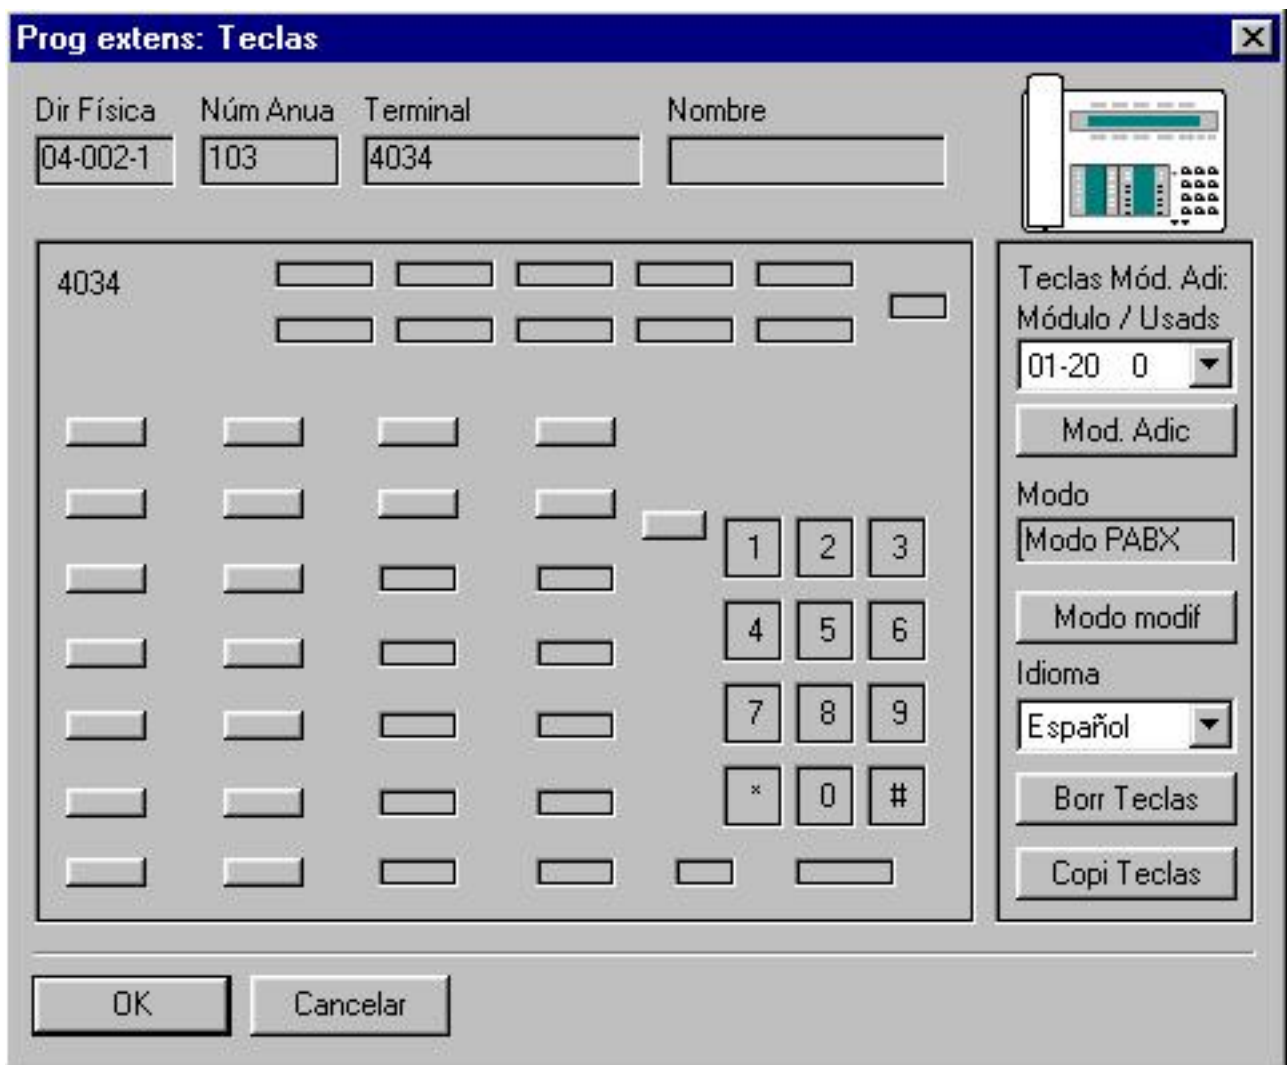 Prog extens: Teclas
Dir Física Núm Anua Terminal Nombre
04-002-1 103 4034
4034
Teclas Mód. Adi:
Módulo / Usads
01-20 0
Mod. Adic
Modo
Modo PABX
Modo modif
Idioma
Español
Borr Teclas
Copi Teclas
1 2 3
4 5 6
7 8 9
* 0 #
OK Cancelar